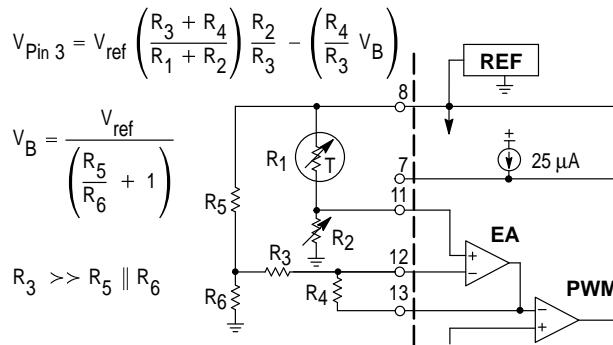 V_Pin 3 = V_ref ( (R_3 + R_4) / (R_1 + R_2) ) R_2 / R_3 − ( R_4 / R_3 V_B )
V_B = V_ref / ( R_5 / R_6 + 1 )
R_3 >> R_5 || R_6
REF
8
R_1
T
7
25 µA
R_5
11
R_2
EA
R_3
12
+
−
R_6
R_4
13
PWM
−
+
+